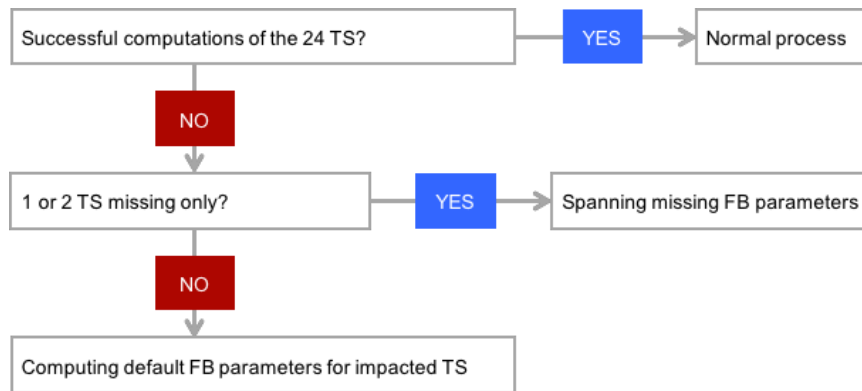 Successful computations of the 24 TS?
YES
Normal process
NO
1 or 2 TS missing only?
YES
Spanning missing FB parameters
NO
Computing default FB parameters for impacted TS